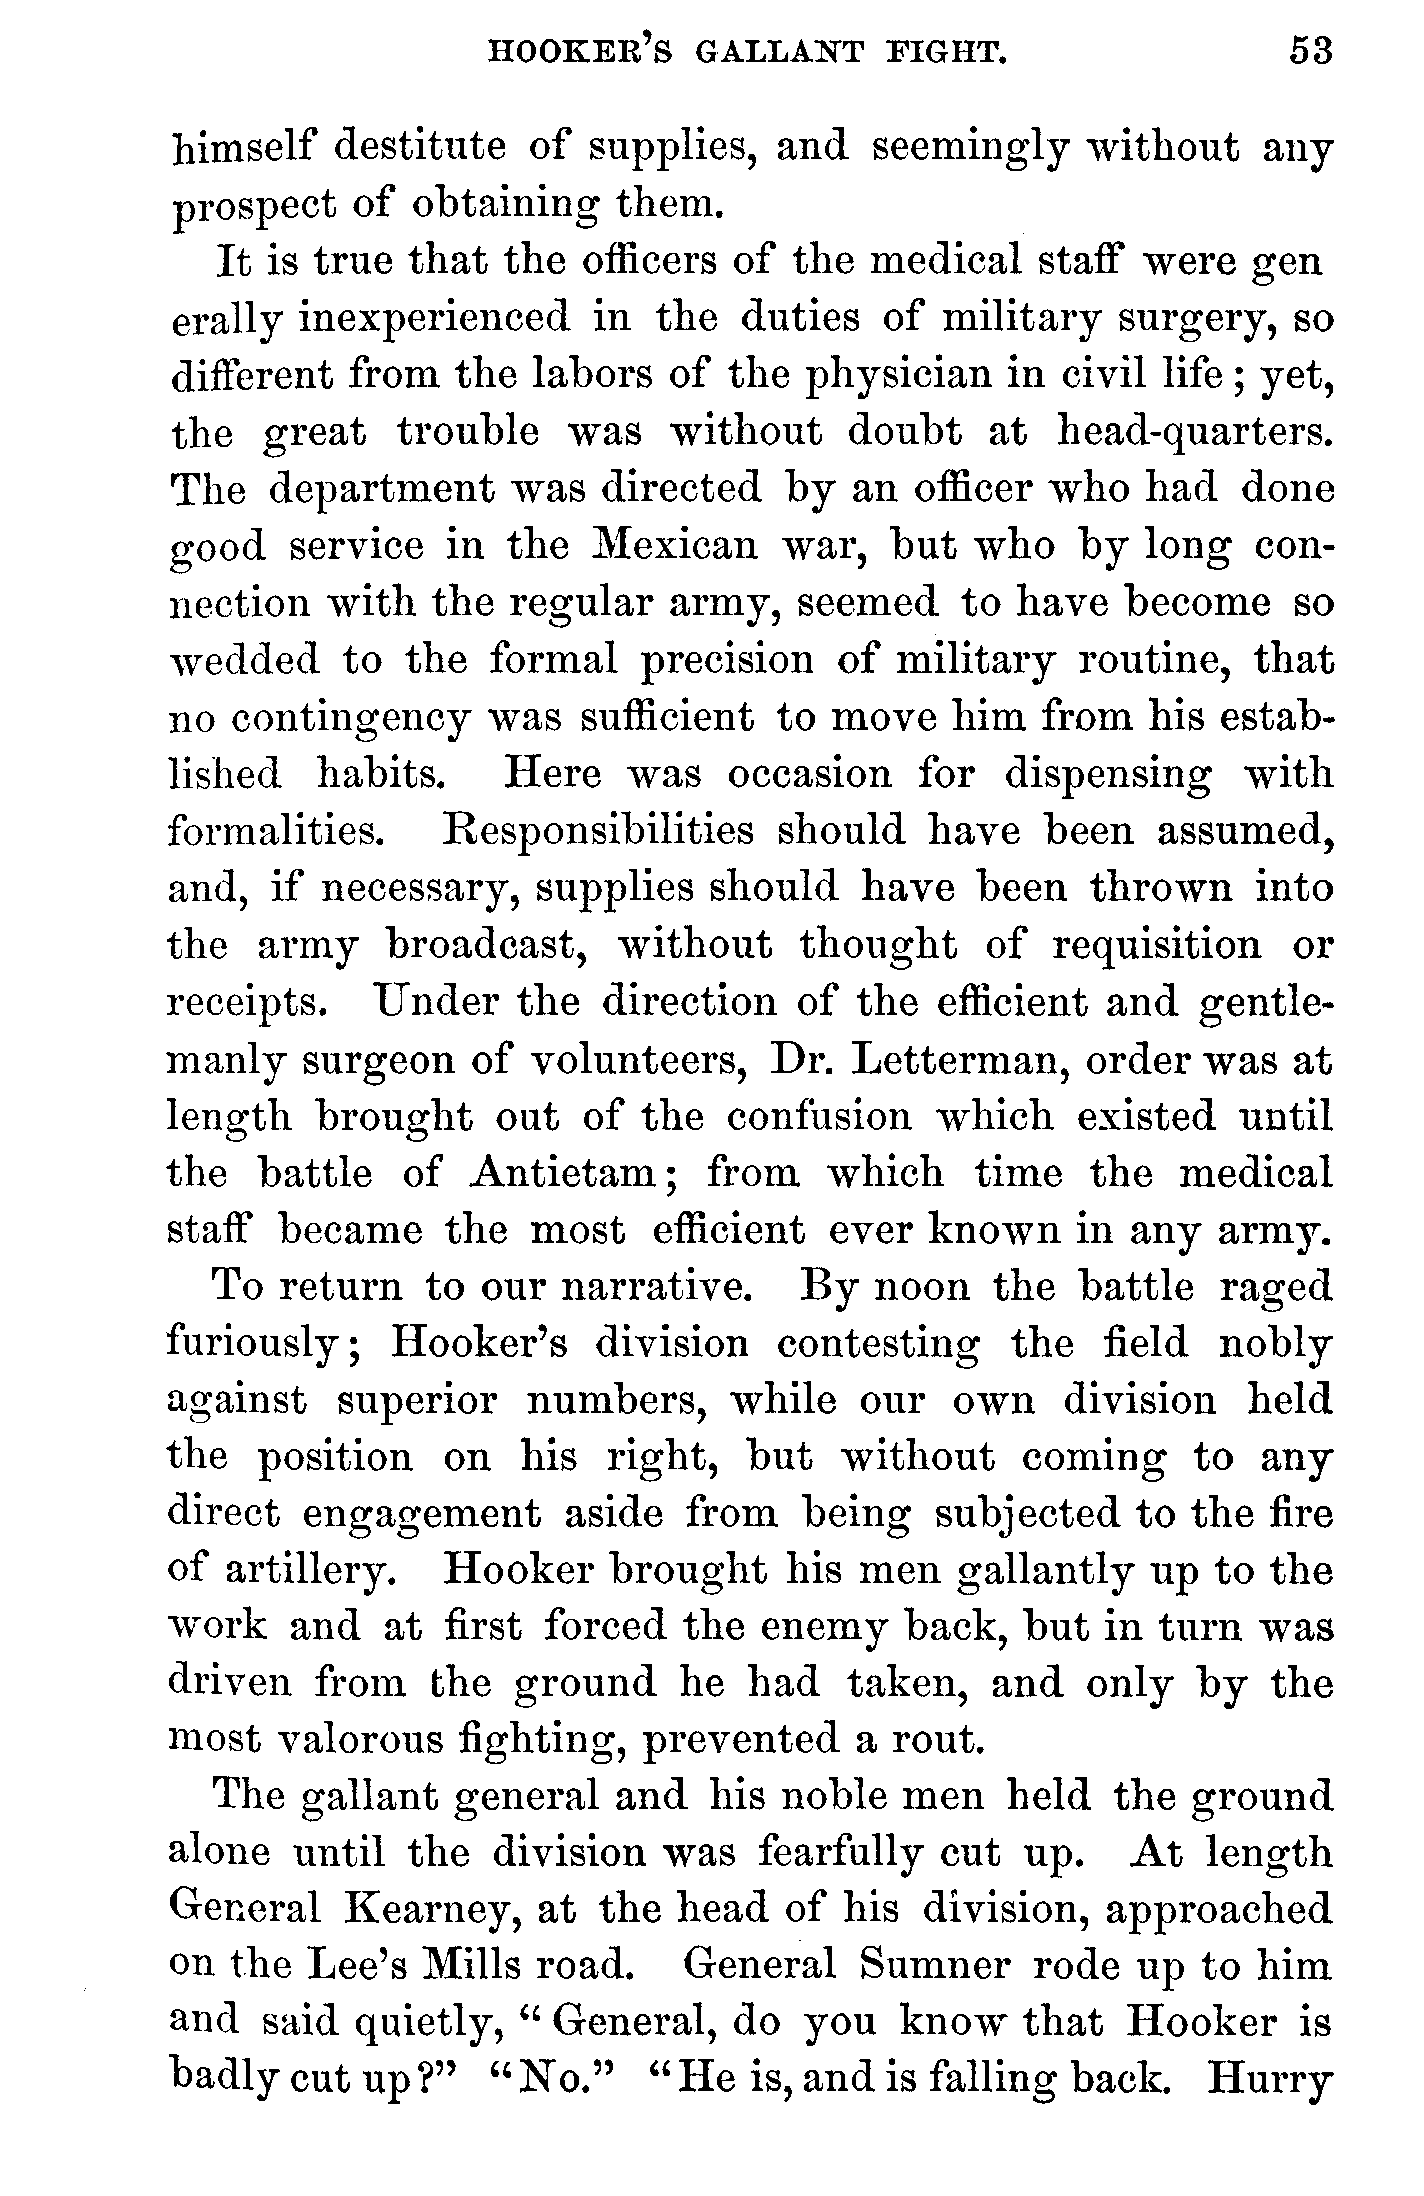 HOOKER'S GALLANT FIGHT. 53
himself destitute of supplies, and seemingly without any
prospect of obtaining them.
It is true that the officers of the medical staff were gen
erally inexperienced in the duties of military surgery, so
different from the labors of the physician in civil life; yet,
the great trouble was without doubt at head-quarters.
The department was directed by an officer who had done
good service in the Mexican war, but who by long con-
nection with the regular army, seemed to have become so
wedded to the formal precision of military routine, that
no contingency was sufficient to move him from his estab-
lished habits. Here was occasion for dispensing with
formalities. Responsibilities should have been assumed,
and, if necessary, supplies should have been thrown into
the army broadcast, without thought of requisition or
receipts. Under the direction of the efficient and gentle-
manly surgeon of volunteers, Dr. Letterman, order was at
length brought out of the confusion which existed until
the battle of Antietam; from which time the medical
staff became the most efficient ever known in any army.
To return to our narrative. By noon the battle raged
furiously; Hooker's division contesting the field nobly
against superior numbers, while our own division held
the position on his right, but without coming to any
direct engagement aside from being subjected to the fire
of artillery. Hooker brought his men gallantly up to the
work and at first forced the enemy back, but in turn was
driven from the ground he had taken, and only by the
most valorous fighting, prevented a rout.
The gallant general and his noble men held the ground
alone until the division was fearfully cut up. At length
General Kearney, at the head of his division, approached
on the Lee's Mills road. General Sumner rode up to him
and said quietly, "General, do you know that Hooker is
badly cut up?" "No." "He is, and is falling back. Hurry